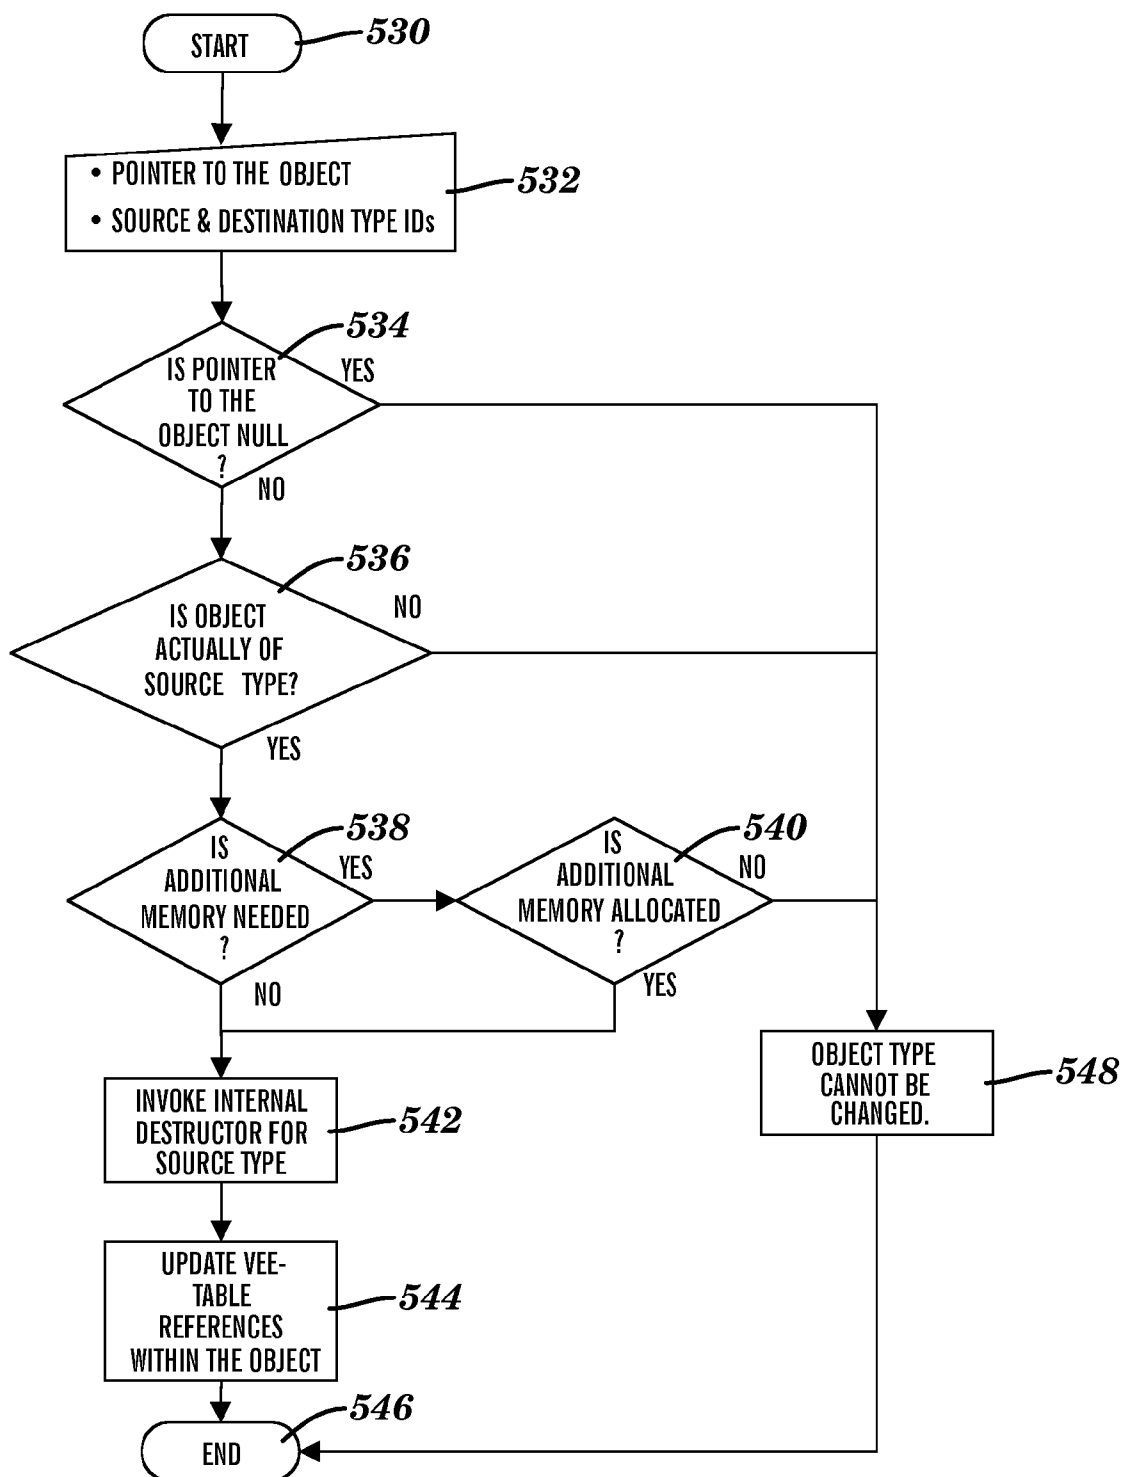 START
530
• POINTER TO THE OBJECT
• SOURCE & DESTINATION TYPE IDs
532
534
IS POINTER
TO THE
OBJECT NULL
?
YES
NO
536
IS OBJECT
ACTUALLY OF
SOURCE TYPE?
NO
YES
538
IS
ADDITIONAL
MEMORY NEEDED
?
YES
NO
540
IS
ADDITIONAL
MEMORY ALLOCATED
?
NO
YES
INVOKE INTERNAL
DESTRUCTOR FOR
SOURCE TYPE
542
OBJECT TYPE
CANNOT BE
CHANGED.
548
UPDATE VEE-
TABLE
REFERENCES
WITHIN THE OBJECT
544
546
END